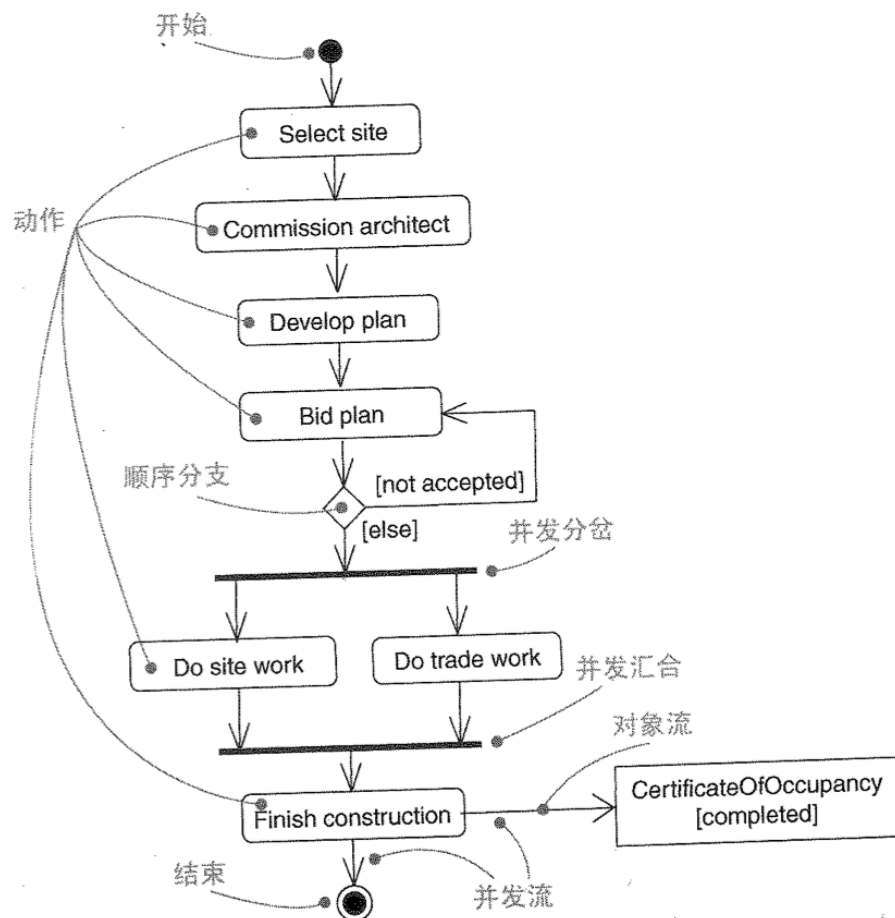 开始
Select site
动作
Commission architect
Develop plan
Bid plan
顺序分支
[not accepted]
[else]
并发分岔
Do site work
Do trade work
并发汇合
对象流
CertificateOfOccupancy
[completed]
Finish construction
结束
并发流